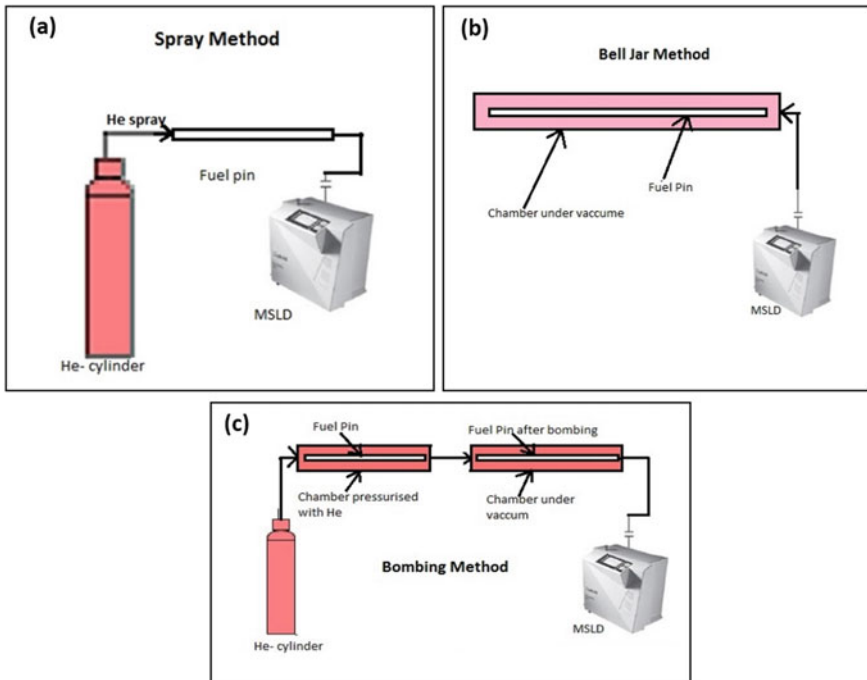 (a)
Spray Method
He spray
Fuel pin
MSLD
He- cylinder
(b)
Bell Jar Method
Fuel Pin
Chamber under vaccume
MSLD
(c)
Fuel Pin
Fuel Pin after bombing
Chamber pressurised
with He
Chamber under
vaccum
Bombing Method
MSLD
He- cylinder